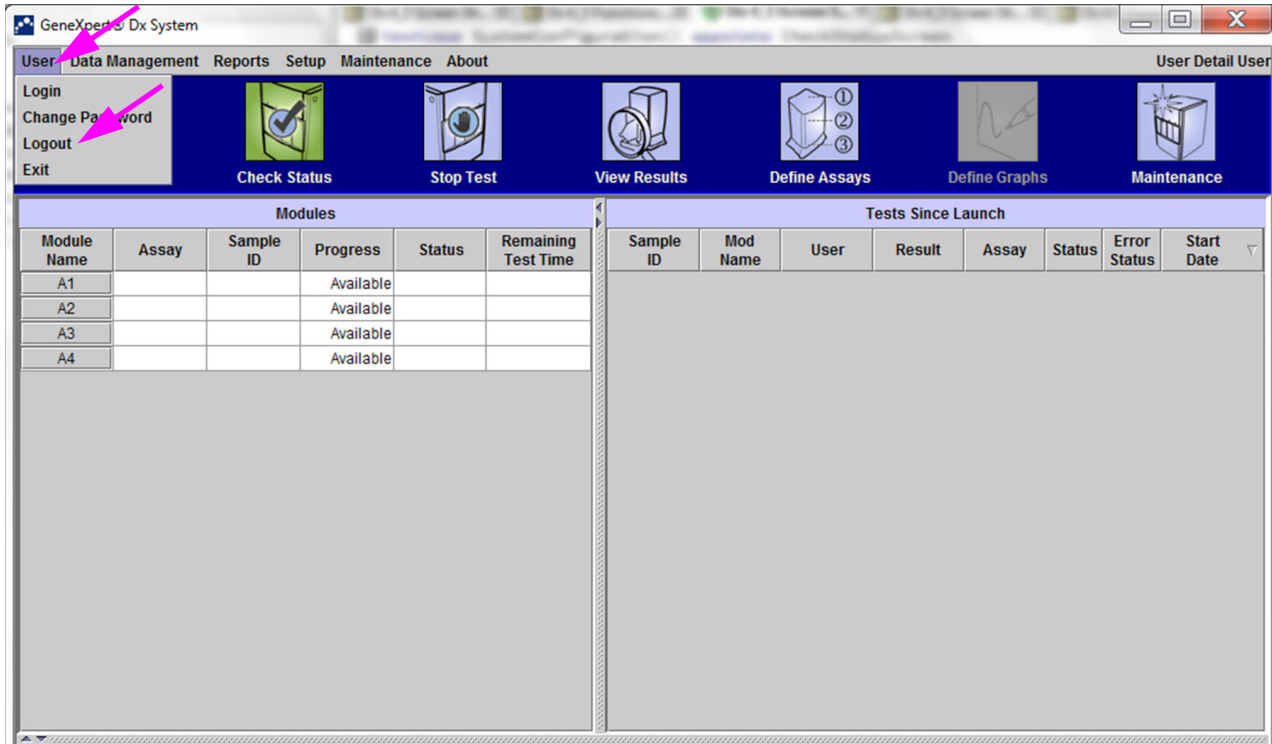 GeneXpert® Dx System
User Data Management Reports Setup Maintenance About User Detail User
Login
Change Password
Logout
Exit
① ② ③
Check Status Stop Test View Results Define Assays Define Graphs Maintenance
Modules Tests Since Launch
Module Name Assay Sample ID Progress Status Remaining Test Time Sample ID Mod Name User Result Assay Status Error Status Start Date
A1 Available
A2 Available
A3 Available
A4 Available